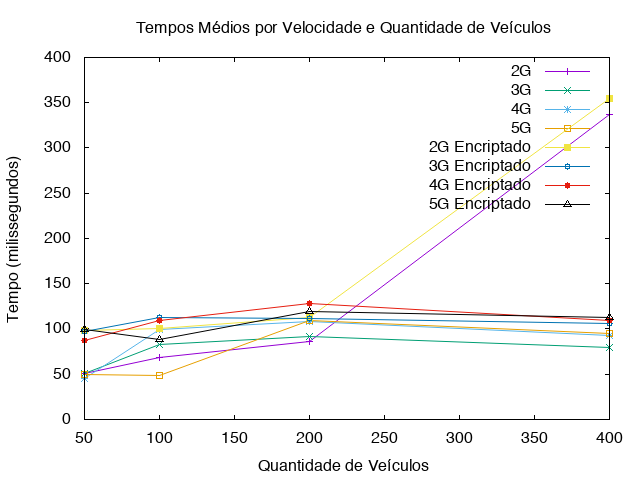 Tempos Médios por Velocidade e Quantidade de Veículos
400
350
300
250
200
150
100
50
0
Tempo (milissegundos)
2G
3G
4G
5G
2G Encriptado
3G Encriptado
4G Encriptado
5G Encriptado
50 100 150 200 250 300 350 400
Quantidade de Veículos